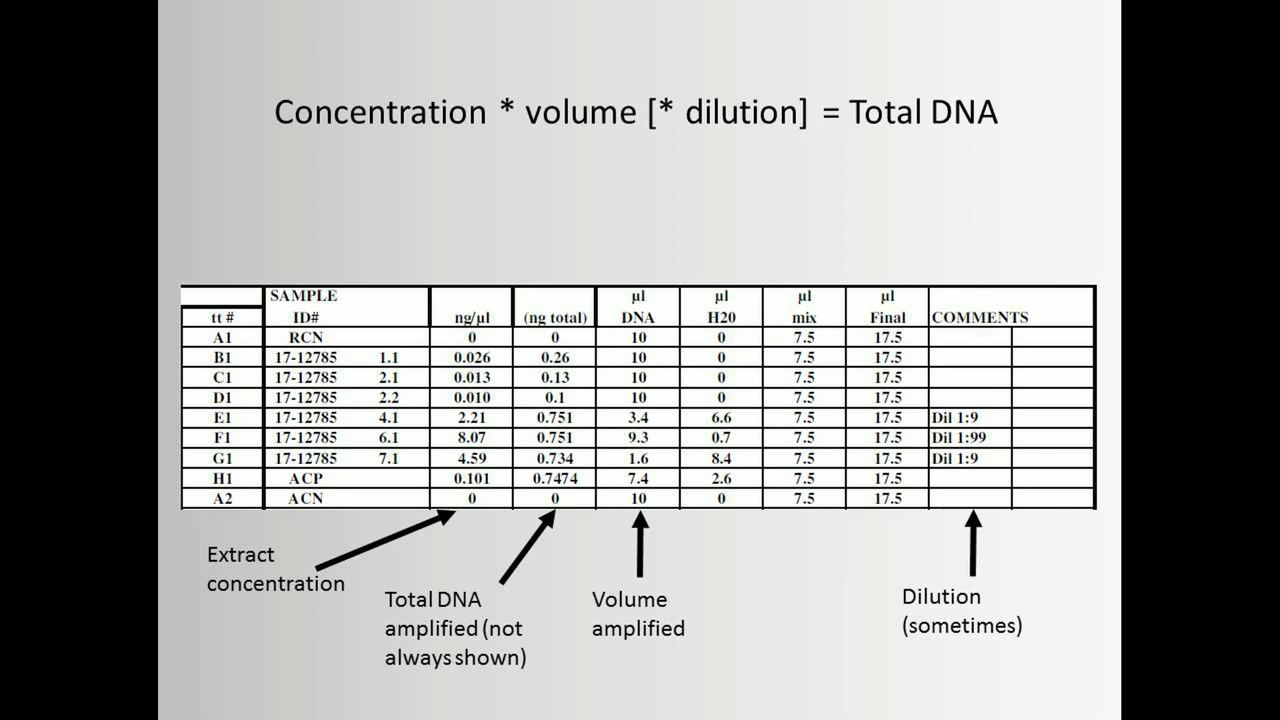 Concentration * volume [* dilution] = Total DNA
SAMPLE µl µl µl µl
tt # ID# ng/µl (ng total) DNA H20 mix Final COMMENTS
A1 RCN 0 0 10 0 7.5 17.5
B1 17-12785 1.1 0.026 0.26 10 0 7.5 17.5
C1 17-12785 2.1 0.013 0.13 10 0 7.5 17.5
D1 17-12785 2.2 0.010 0.1 10 0 7.5 17.5
E1 17-12785 4.1 2.21 0.751 3.4 6.6 7.5 17.5 Dil 1:9
F1 17-12785 6.1 8.07 0.751 9.3 0.7 7.5 17.5 Dil 1:99
G1 17-12785 7.1 4.59 0.734 1.6 8.4 7.5 17.5 Dil 1:9
H1 ACP 0.101 0.7474 7.4 2.6 7.5 17.5
A2 ACN 0 0 10 0 7.5 17.5
Extract
concentration
Total DNA
amplified (not
always shown)
Volume
amplified
Dilution
(sometimes)